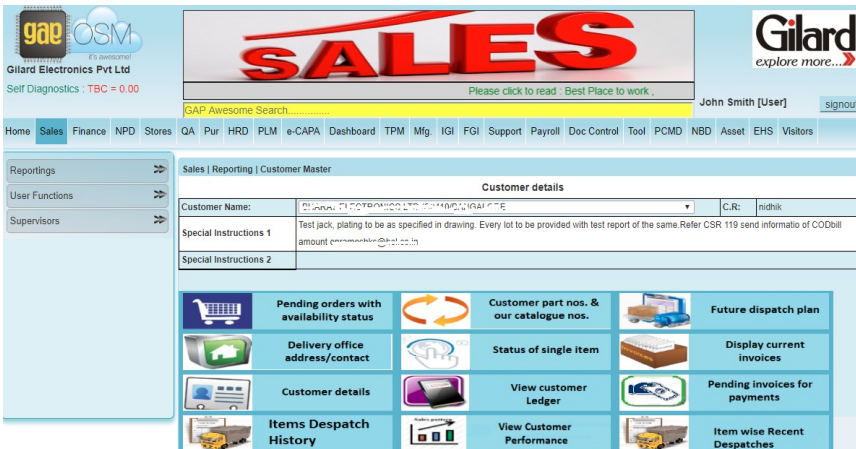 gap OSM
it's awesome!
Gilard Electronics Pvt Ltd
Self Diagnostics : TBC = 0.00
SALES
Please click to read : Best Place to work ,
GAP Awesome Search...............
Gilard
explore more...
John Smith [User] signout
Home Sales Finance NPD Stores QA Pur HRD PLM e-CAPA Dashboard TPM Mfg. IGI FGI Support Payroll Doc Control Tool PCMD NBD Asset EHS Visitors
Reportings
User Functions
Supervisors
Sales | Reporting | Customer Master
Customer details
Customer Name: C.R: nidhik
Special Instructions 1
Test jack, plating to be as specified in drawing. Every lot to be provided with test report of the same.Refer CSR 119 send informatio of CODbill
amount
Special Instructions 2
Pending orders with
availability status
Customer part nos. &
our catalogue nos.
Future dispatch plan
Delivery office
address/contact
Status of single item
Display current
invoices
Customer details
View customer
Ledger
Pending invoices for
payments
Items Despatch
History
View Customer
Performance
Item wise Recent
Despatches